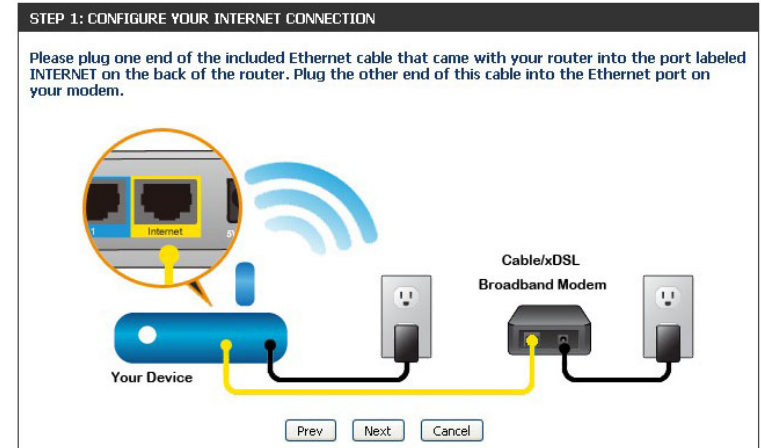 STEP 1: CONFIGURE YOUR INTERNET CONNECTION
Please plug one end of the included Ethernet cable that came with your router into the port labeled
INTERNET on the back of the router. Plug the other end of this cable into the Ethernet port on
your modem.
1
Internet
5V
Cable/xDSL
Broadband Modem
Your Device
Prev
Next
Cancel